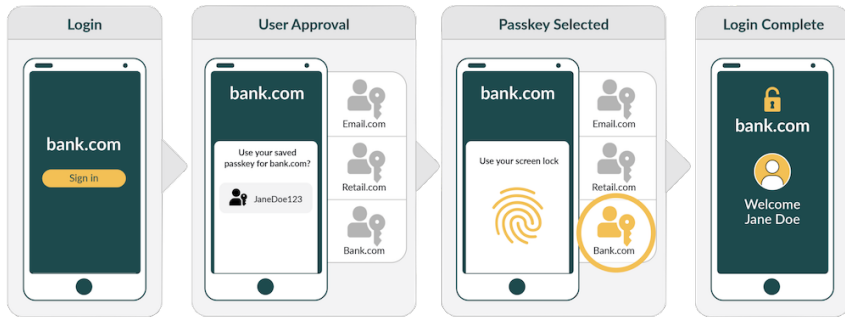 Login
bank.com
Sign in
User Approval
bank.com
Use your saved
passkey for bank.com?
JaneDoe123
Email.com
Retail.com
Bank.com
Passkey Selected
bank.com
Use your screen lock
Email.com
Retail.com
Bank.com
Login Complete
bank.com
Welcome
Jane Doe